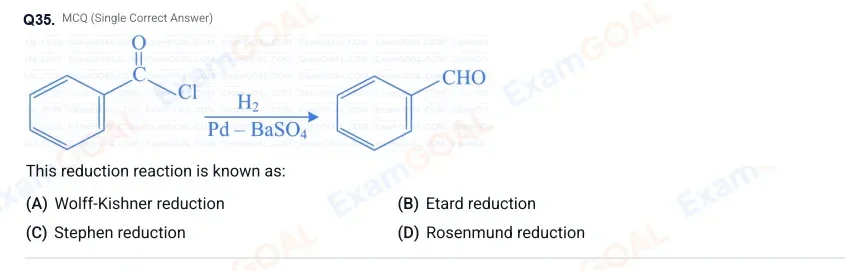 Q35. MCQ (Single Correct Answer)
O
C
Cl
H₂
Pd – BaSO₄
CHO
This reduction reaction is known as:
(A) Wolff-Kishner reduction
(B) Etard reduction
(C) Stephen reduction
(D) Rosenmund reduction
ExamGOAL